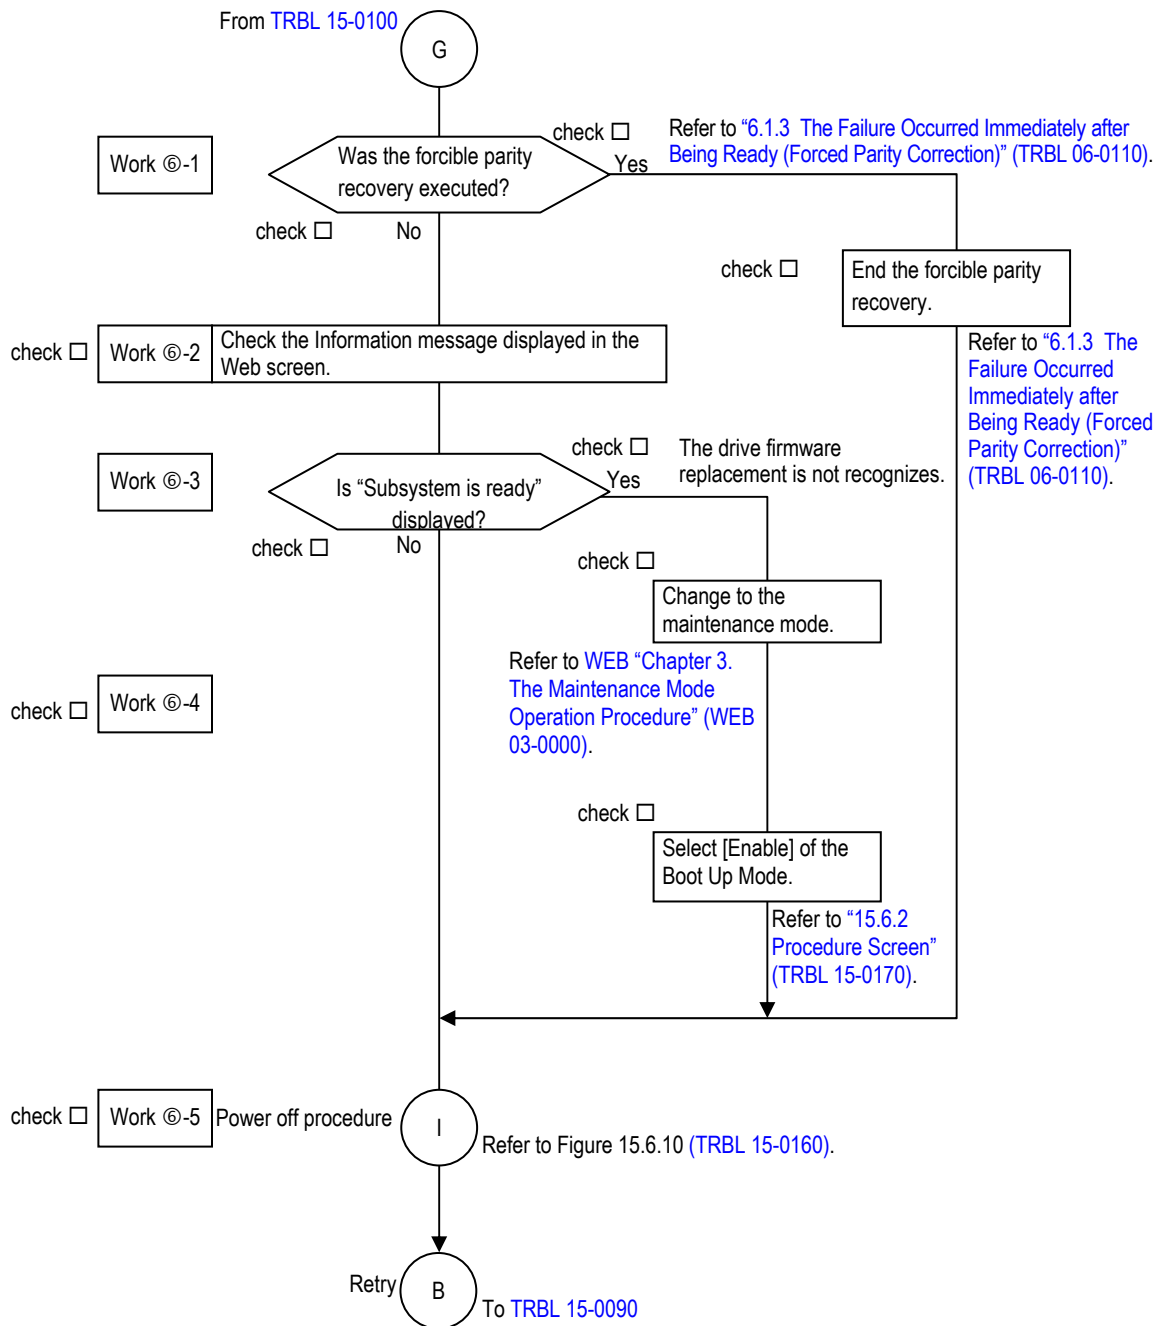 From TRBL 15-0100
G
check □
Refer to “6.1.3 The Failure Occurred Immediately after
Being Ready (Forced Parity Correction)” (TRBL 06-0110).
Work ⑥-1
Was the forcible parity
recovery executed?
Yes
check □
No
check □
End the forcible parity
recovery.
Refer to “6.1.3 The
Failure Occurred
Immediately after
Being Ready (Forced
Parity Correction)”
(TRBL 06-0110).
check □
Work ⑥-2
Check the Information message displayed in the
Web screen.
Work ⑥-3
check □
The drive firmware
replacement is not recognizes.
Is “Subsystem is ready”
displayed?
Yes
check □
No
check □
Change to the
maintenance mode.
Refer to WEB “Chapter 3.
The Maintenance Mode
Operation Procedure” (WEB
03-0000).
check □
Work ⑥-4
check □
Select [Enable] of the
Boot Up Mode.
Refer to “15.6.2
Procedure Screen”
(TRBL 15-0170).
check □
Work ⑥-5
Power off procedure
I
Refer to Figure 15.6.10 (TRBL 15-0160).
Retry
B
To TRBL 15-0090